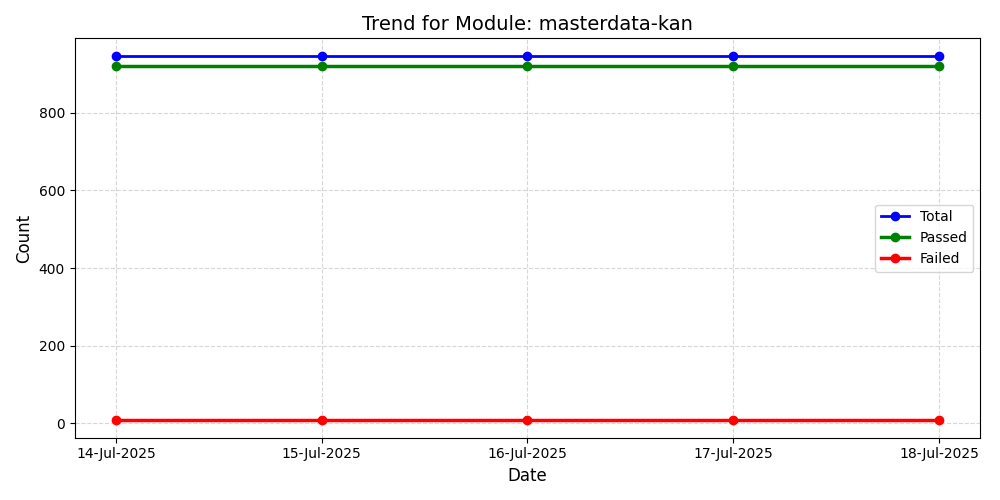 Trend for Module: masterdata-kan
Count
800
600
400
200
0
Total
Passed
Failed
14-Jul-2025
15-Jul-2025
16-Jul-2025
17-Jul-2025
18-Jul-2025
Date